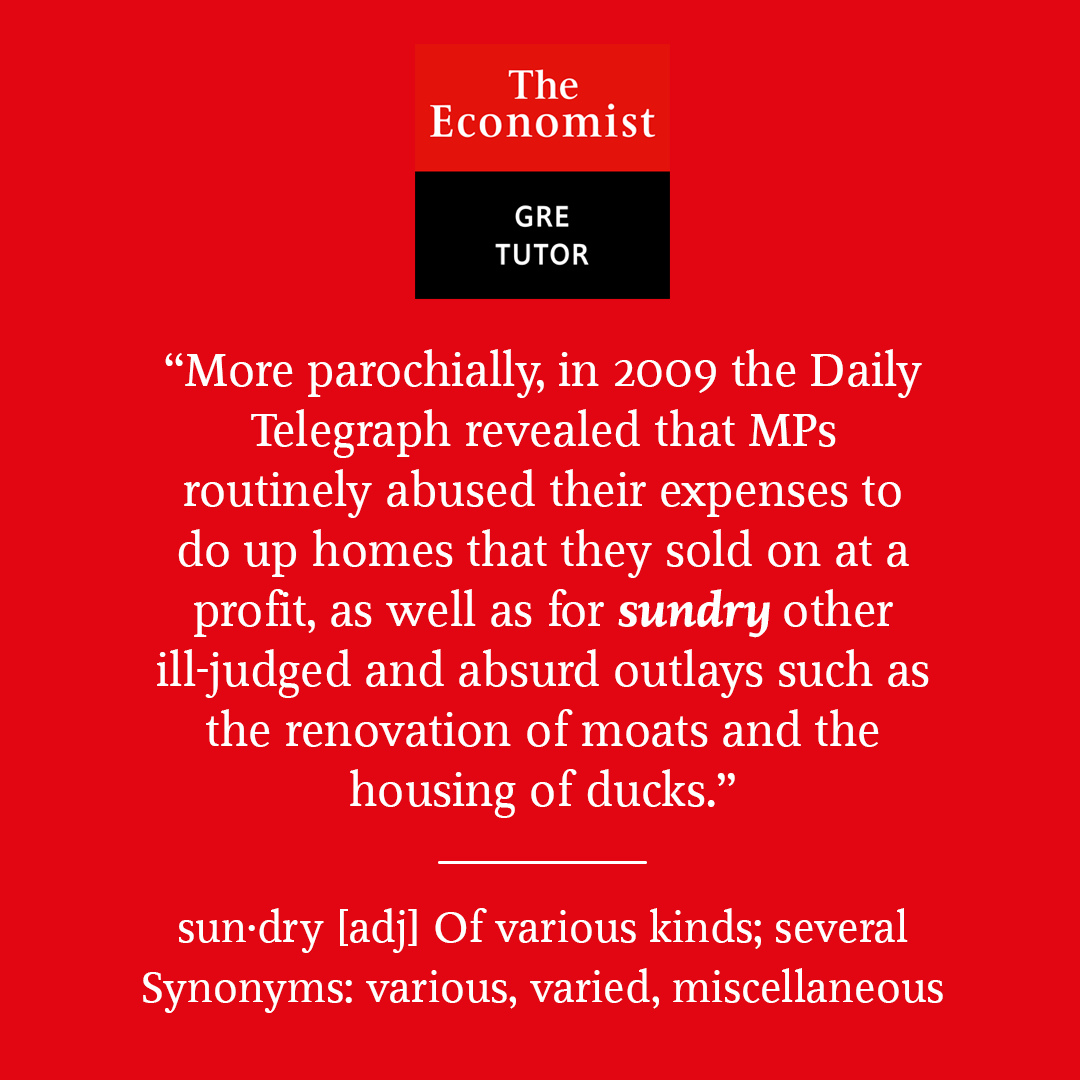 The
Economist
GRE
TUTOR
“More parochially, in 2009 the Daily
Telegraph revealed that MPs
routinely abused their expenses to
do up homes that they sold on at a
profit, as well as for sundry other
ill-judged and absurd outlays such as
the renovation of moats and the
housing of ducks.”
sun·dry [adj] Of various kinds; several
Synonyms: various, varied, miscellaneous